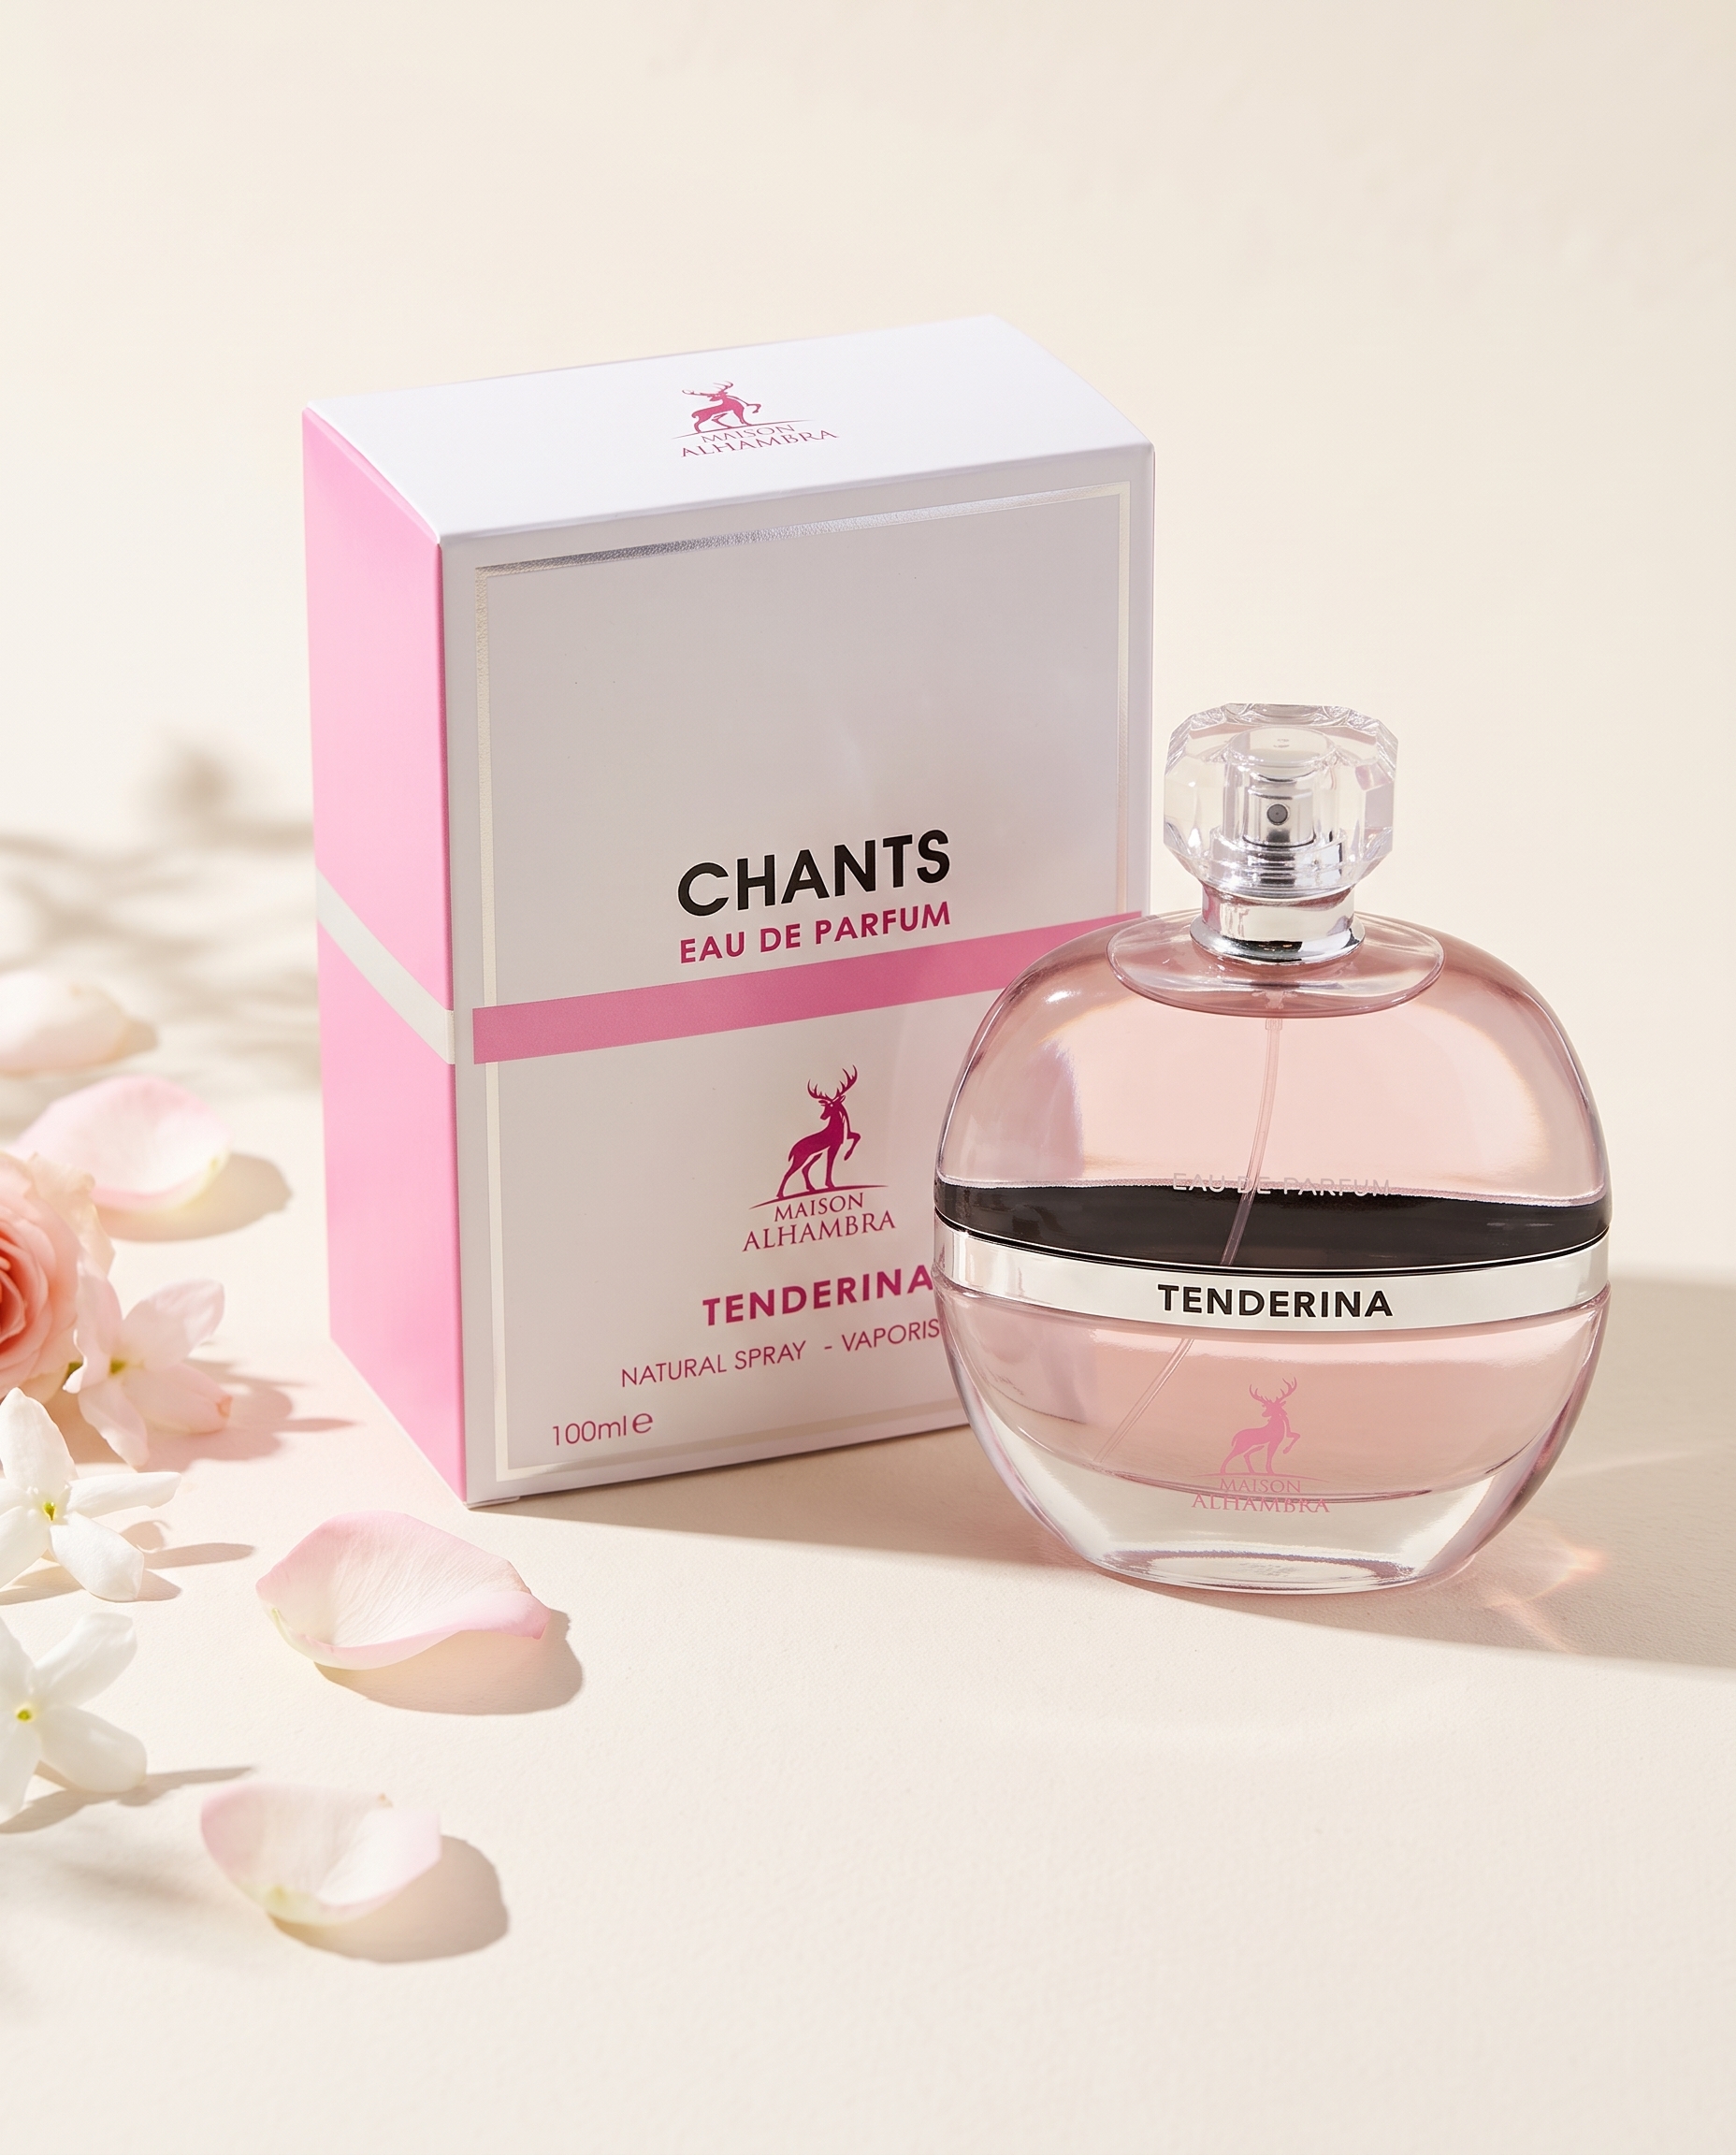 MAISON
ALHAMBRA
CHANTS
EAU DE PARFUM
MAISON
ALHAMBRA
TENDERINA
NATURAL SPRAY - VAPORIS
100ml e
EAU DE PARFUM
TENDERINA
MAISON
ALHAMBRA